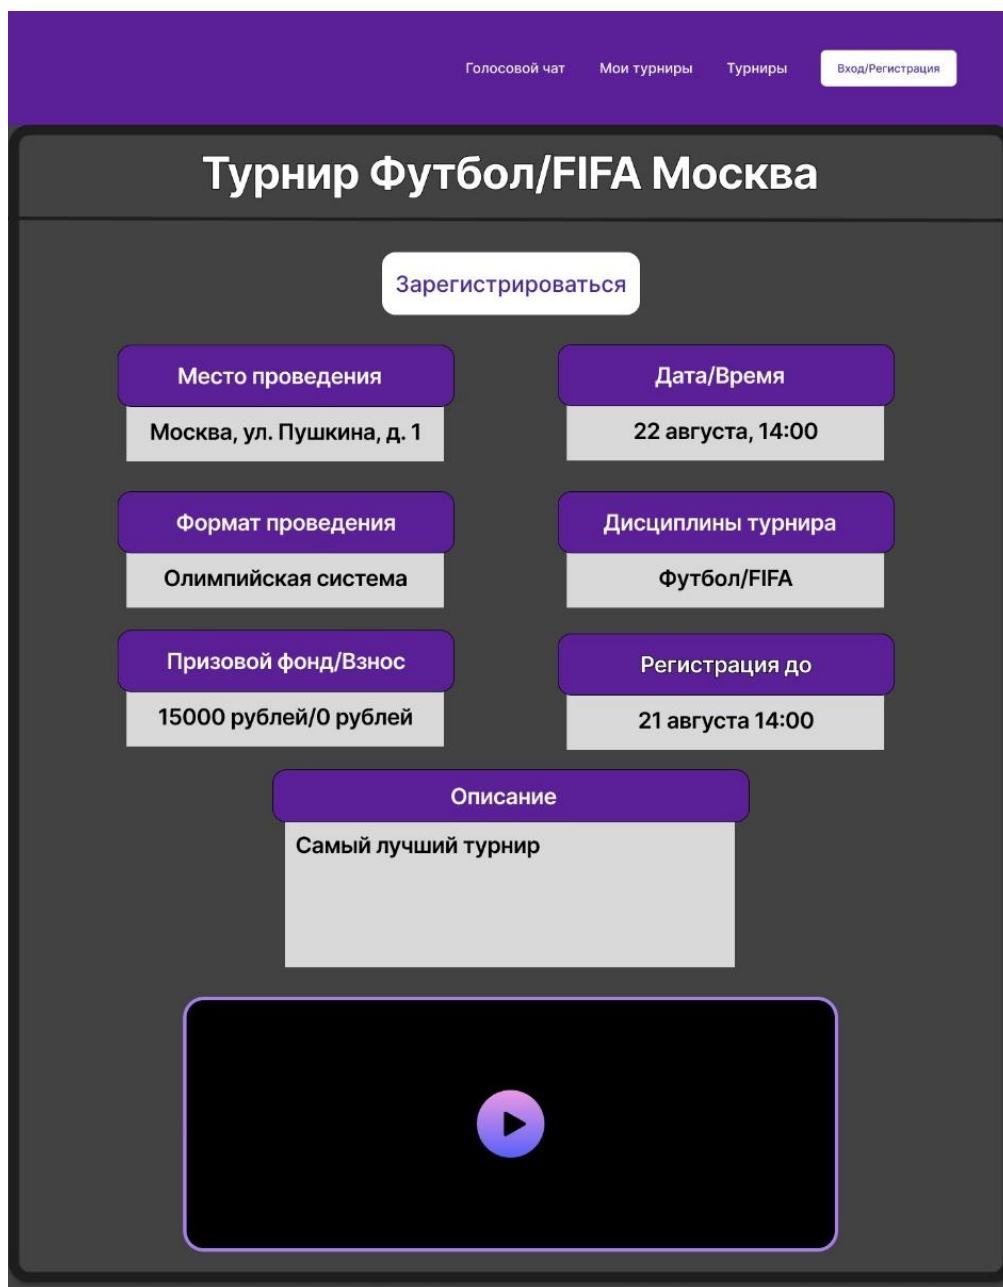 Голосовой чат Мои турниры Турниры Вход/Регистрация
Турнир Футбол/FIFA Москва
Зарегистрироваться
Место проведения
Москва, ул. Пушкина, д. 1
Дата/Время
22 августа, 14:00
Формат проведения
Олимпийская система
Дисциплины турнира
Футбол/FIFA
Призовой фонд/Взнос
15000 рублей/0 рублей
Регистрация до
21 августа 14:00
Описание
Самый лучший турнир